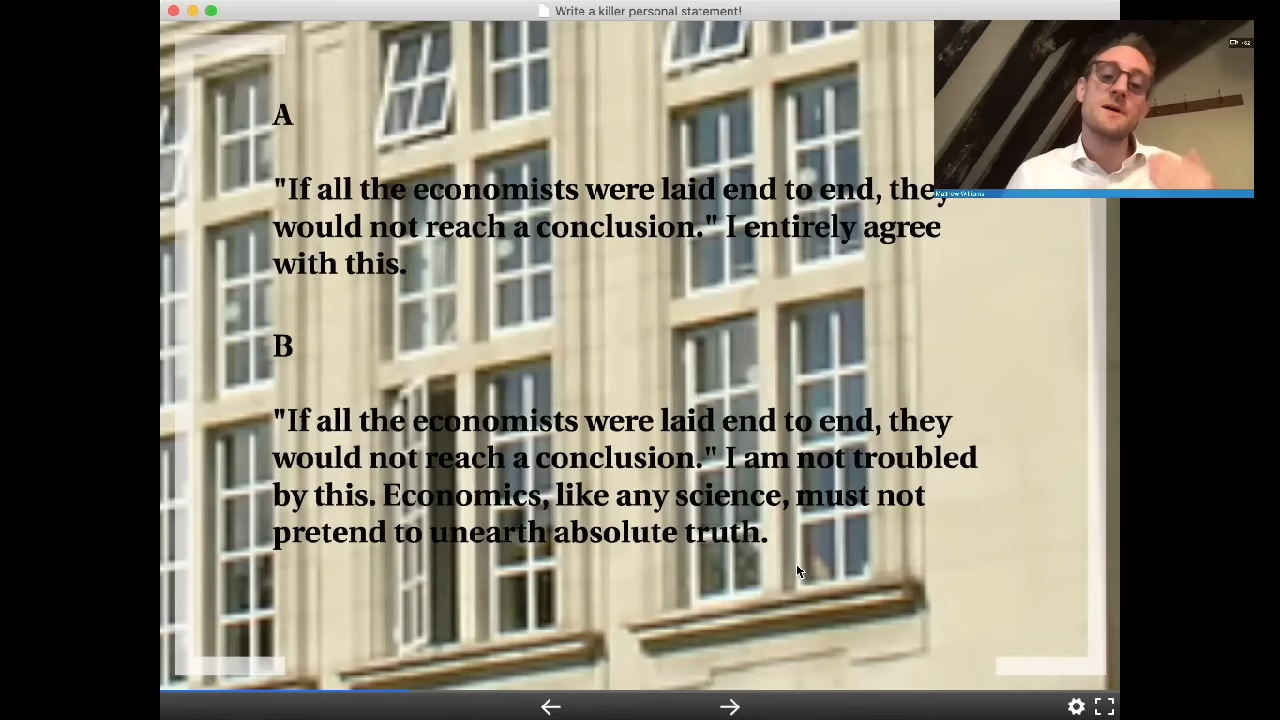 Write a killer personal statement!
A
"If all the economists were laid end to end, they
would not reach a conclusion." I entirely agree
with this.
B
"If all the economists were laid end to end, they
would not reach a conclusion." I am not troubled
by this. Economics, like any science, must not
pretend to unearth absolute truth.
Matthew Williams